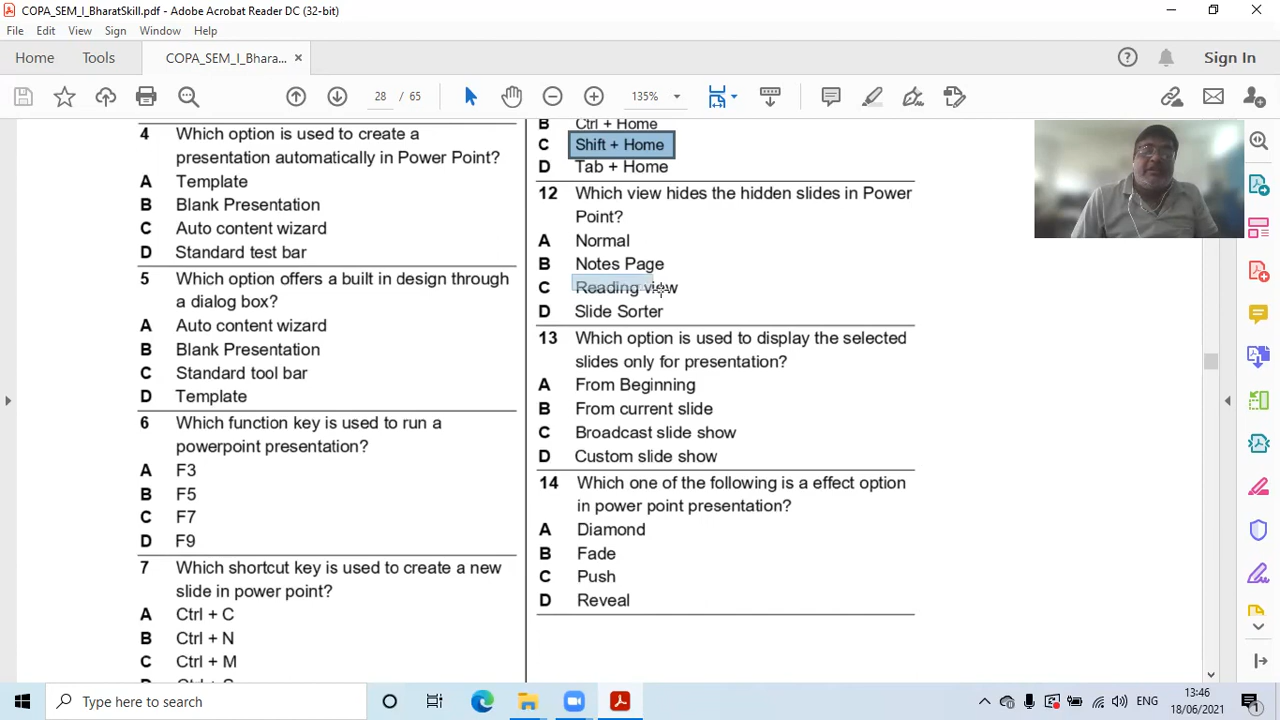 COPA_SEM_I_BharatSkill.pdf - Adobe Acrobat Reader DC (32-bit)
File Edit View Sign Window Help
Home Tools COPA_SEM_I_Bhara... × Sign In
28 / 65 135%
4 Which option is used to create a
presentation automatically in Power Point?
A Template
B Blank Presentation
C Auto content wizard
D Standard test bar
5 Which option offers a built in design through
a dialog box?
A Auto content wizard
B Blank Presentation
C Standard tool bar
D Template
6 Which function key is used to run a
powerpoint presentation?
A F3
B F5
C F7
D F9
7 Which shortcut key is used to create a new
slide in power point?
A Ctrl + C
B Ctrl + N
C Ctrl + M
B Ctrl + Home
C Shift + Home
D Tab + Home
12 Which view hides the hidden slides in Power
Point?
A Normal
B Notes Page
C Reading view
D Slide Sorter
13 Which option is used to display the selected
slides only for presentation?
A From Beginning
B From current slide
C Broadcast slide show
D Custom slide show
14 Which one of the following is a effect option
in power point presentation?
A Diamond
B Fade
C Push
D Reveal
Type here to search
ENG
13:46
18/06/2021